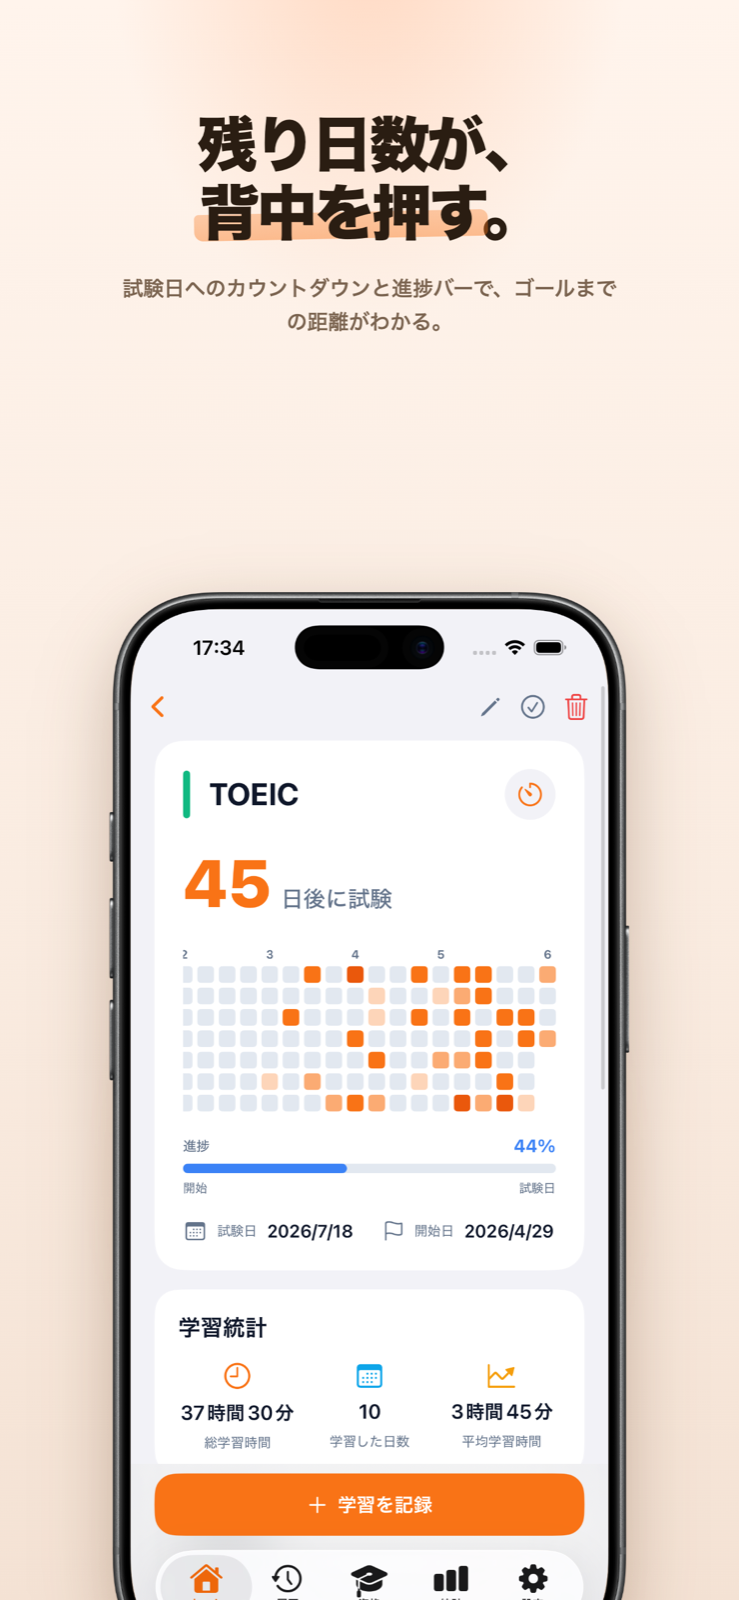 残り日数が、
背中を押す。
試験日へのカウントダウンと進捗バーで、ゴールまで
の距離がわかる。
17:34
TOEIC
45 日後に試験
2 3 4 5 6
進捗 44%
開始 試験日
試験日 2026/7/18 開始日 2026/4/29
学習統計
37時間30分 10 3時間45分
総学習時間 学習した日数 平均学習時間
+ 学習を記録